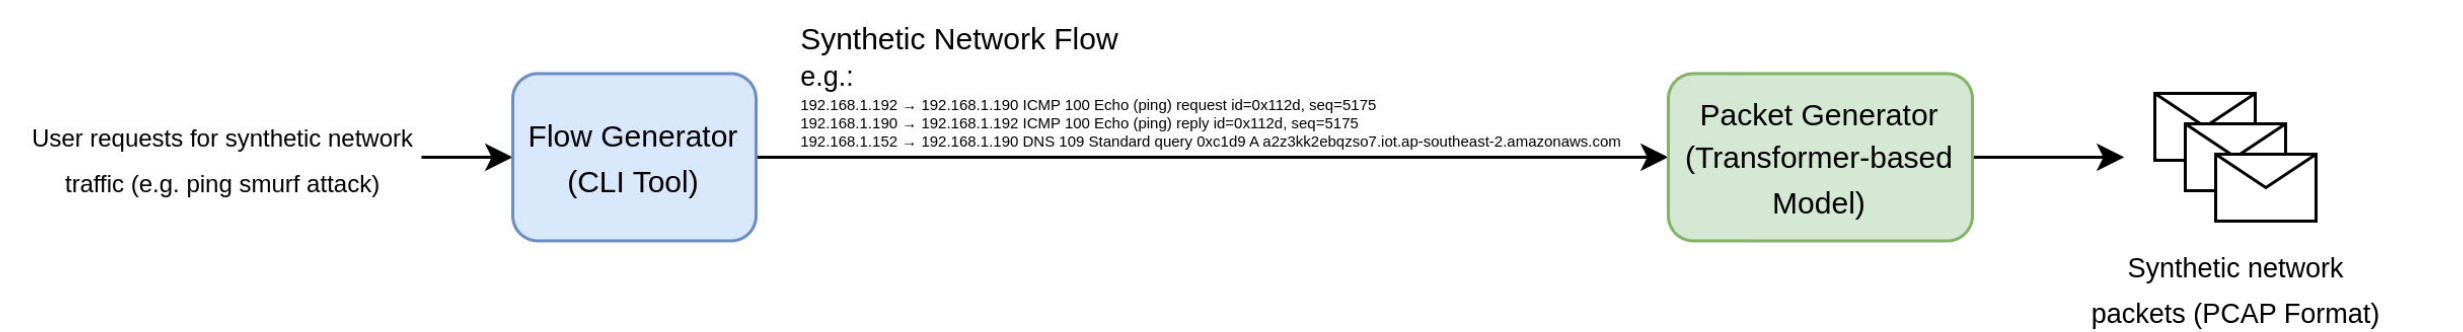 User requests for synthetic network
traffic (e.g. ping smurf attack)
Flow Generator
(CLI Tool)
Synthetic Network Flow
e.g.:
192.168.1.192 → 192.168.1.190 ICMP 100 Echo (ping) request id=0x112d, seq=5175
192.168.1.190 → 192.168.1.192 ICMP 100 Echo (ping) reply id=0x112d, seq=5175
192.168.1.152 → 192.168.1.190 DNS 109 Standard query 0xc1d9 A a2z3kk2ebqzso7.iot.ap-southeast-2.amazonaws.com
Packet Generator
(Transformer-based
Model)
Synthetic network
packets (PCAP Format)